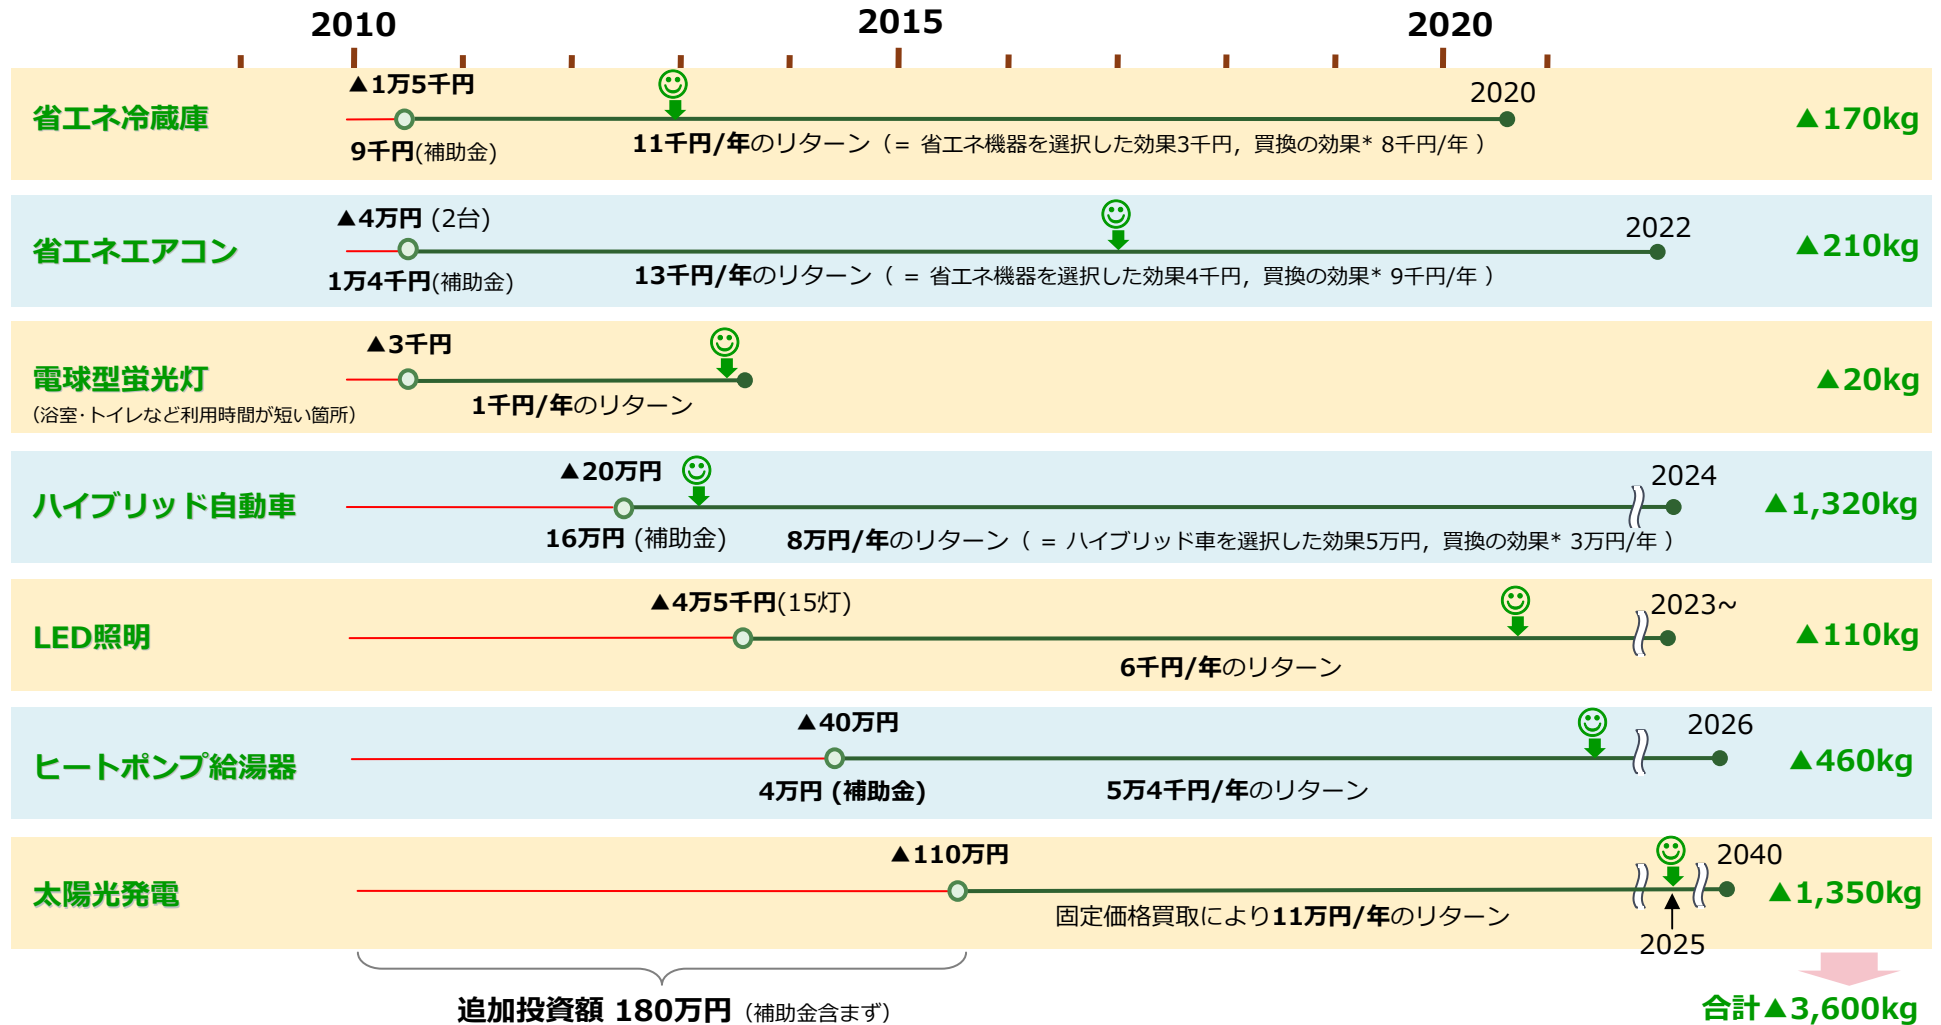 2010 2015 2020
▲1万5千円
2020
省エネ冷蔵庫
▲170kg
9千円(補助金)
11千円/年のリターン（= 省エネ機器を選択した効果3千円，買換の効果* 8千円/年 ）
▲4万円 (2台)
2022
省エネエアコン
▲210kg
1万4千円(補助金)
13千円/年のリターン（ = 省エネ機器を選択した効果4千円，買換の効果* 9千円/年 ）
▲3千円
電球型蛍光灯
▲20kg
（浴室･トイレなど利用時間が短い箇所）
1千円/年のリターン
▲20万円
2024
ハイブリッド自動車
▲1,320kg
16万円 (補助金)
8万円/年のリターン（ = ハイブリッド車を選択した効果5万円，買換の効果* 3万円/年 ）
▲4万5千円(15灯)
2023~
LED照明
▲110kg
6千円/年のリターン
▲40万円
2026
ヒートポンプ給湯器
▲460kg
4万円 (補助金)
5万4千円/年のリターン
▲110万円
2040
太陽光発電
▲1,350kg
固定価格買取により11万円/年のリターン
2025
追加投資額 180万円（補助金含まず）
合計▲3,600kg